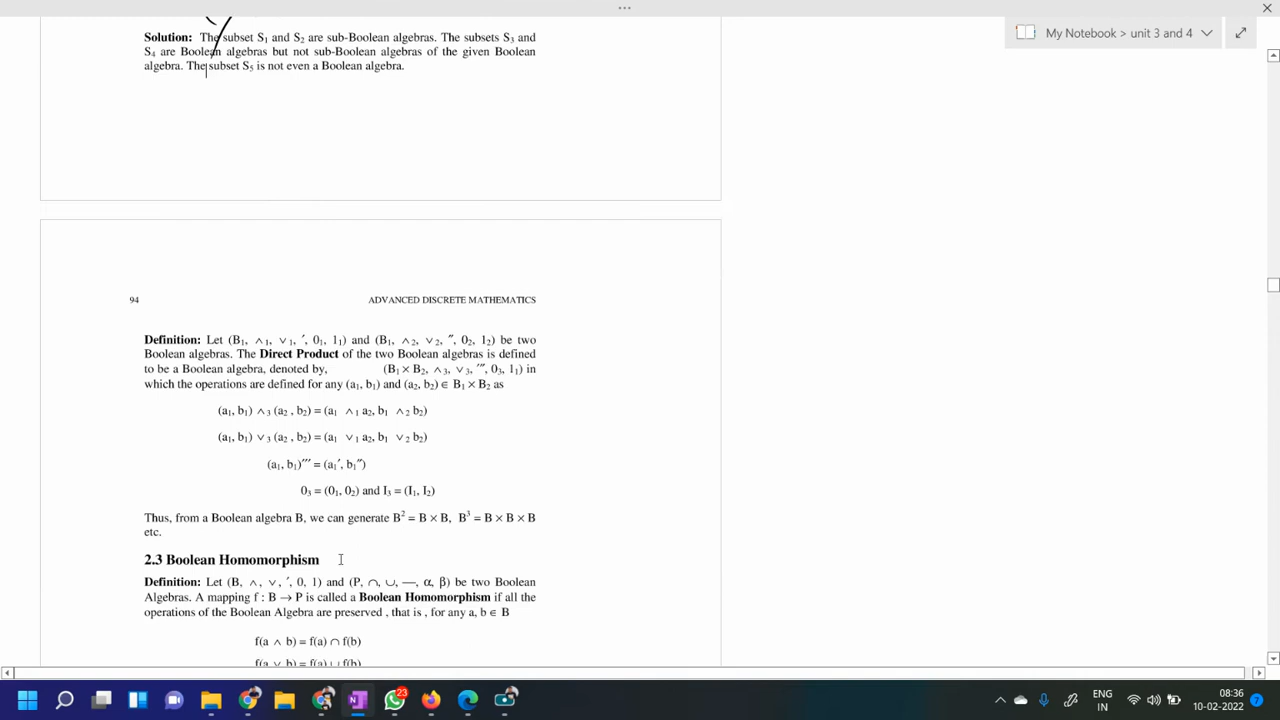 My Notebook > unit 3 and 4
Solution: The subset S₁ and S₂ are sub-Boolean algebras. The subsets S₃ and
S₄ are Boolean algebras but not sub-Boolean algebras of the given Boolean
algebra. The subset S₅ is not even a Boolean algebra.
94 ADVANCED DISCRETE MATHEMATICS
Definition: Let (B₁, ∧₁, ∨₁, ′, 0₁, 1₁) and (B₁, ∧₂, ∨₂, ″, 0₂, 1₂) be two
Boolean algebras. The Direct Product of the two Boolean algebras is defined
to be a Boolean algebra, denoted by, (B₁ × B₂, ∧₃, ∨₃, ′″, 0₃, 1₁) in
which the operations are defined for any (a₁, b₁) and (a₂, b₂) ∈ B₁ × B₂ as
(a₁, b₁) ∧₃ (a₂ , b₂) = (a₁ ∧₁ a₂, b₁ ∧₂ b₂)
(a₁, b₁) ∨₃ (a₂ , b₂) = (a₁ ∨₁ a₂, b₁ ∨₂ b₂)
(a₁, b₁)′″ = (a₁′, b₁″)
0₃ = (0₁, 0₂) and I₃ = (I₁, I₂)
Thus, from a Boolean algebra B, we can generate B² = B × B, B³ = B × B × B
etc.
2.3 Boolean Homomorphism
Definition: Let (B, ∧, ∨, ′, 0, 1) and (P, ∩, ∪, —, α, β) be two Boolean
Algebras. A mapping f : B → P is called a Boolean Homomorphism if all the
operations of the Boolean Algebra are preserved , that is , for any a, b ∈ B
f(a ∧ b) = f(a) ∩ f(b)
f(a ∨ b) = f(a) ∪ f(b)
23
ENG
IN
08:36
10-02-2022
7